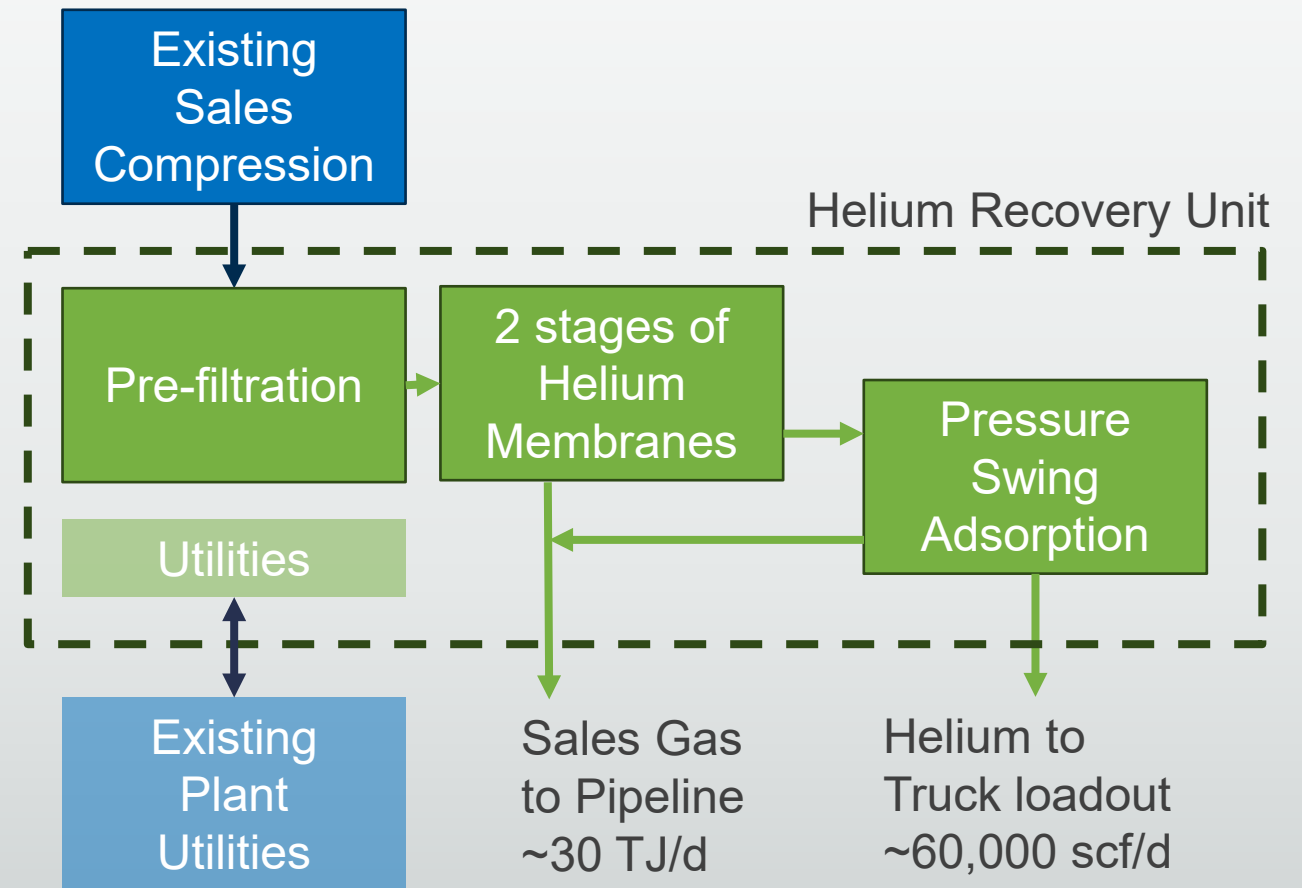 Existing
Sales
Compression
Helium Recovery Unit
Pre-filtration
2 stages of
Helium
Membranes
Pressure
Swing
Adsorption
Utilities
Existing
Plant
Utilities
Sales Gas
to Pipeline
~30 TJ/d
Helium to
Truck loadout
~60,000 scf/d